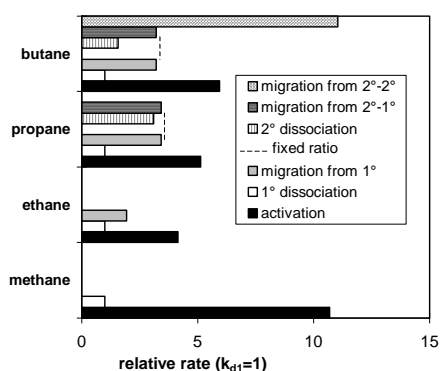 butane
propane
ethane
methane
migration from 2°-2°
migration from 2°-1°
2° dissociation
fixed ratio
migration from 1°
1° dissociation
activation
0 5 10 15
relative rate (k_d1=1)